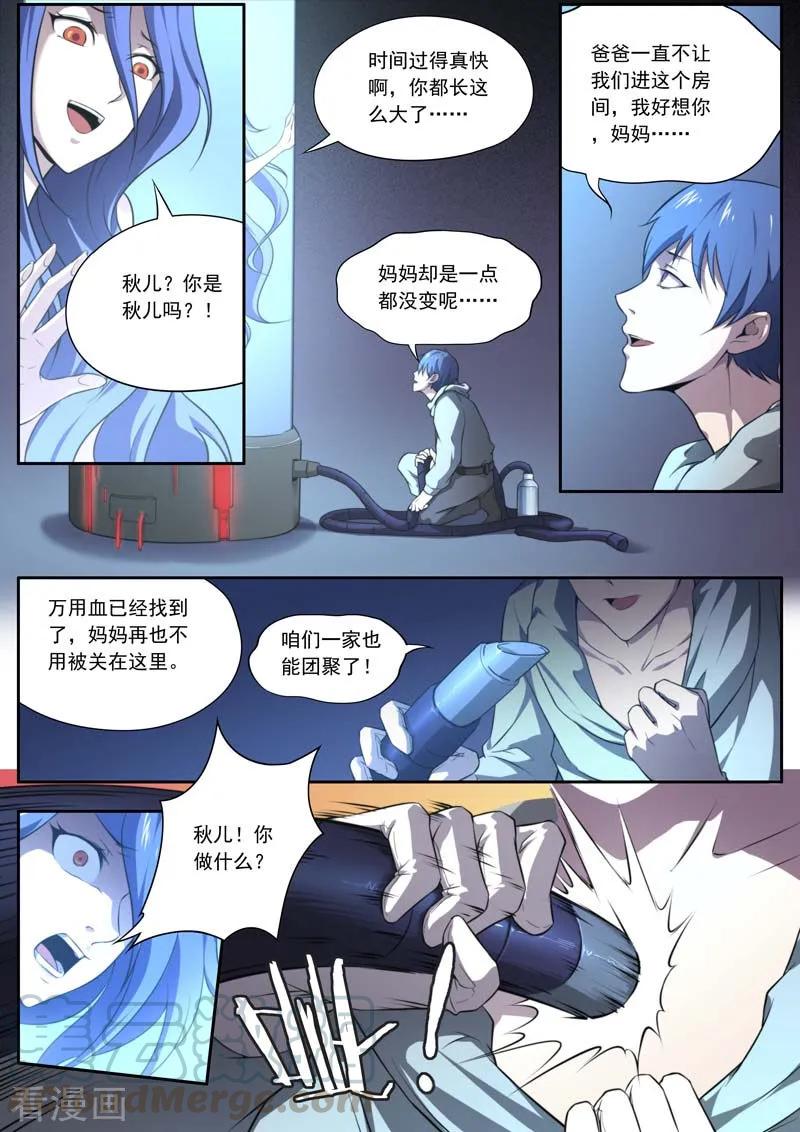 秋儿？你是
秋儿吗？！
时间过得真快
啊，你都长这
么大了……
妈妈却是一点
都没变呢……
爸爸一直不让
我们进这个房
间，我好想你
，妈妈……
万用血已经找到
了，妈妈再也不
用被关在这里。
咱们一家也
能团聚了！
秋儿！你
做什么？
看漫画